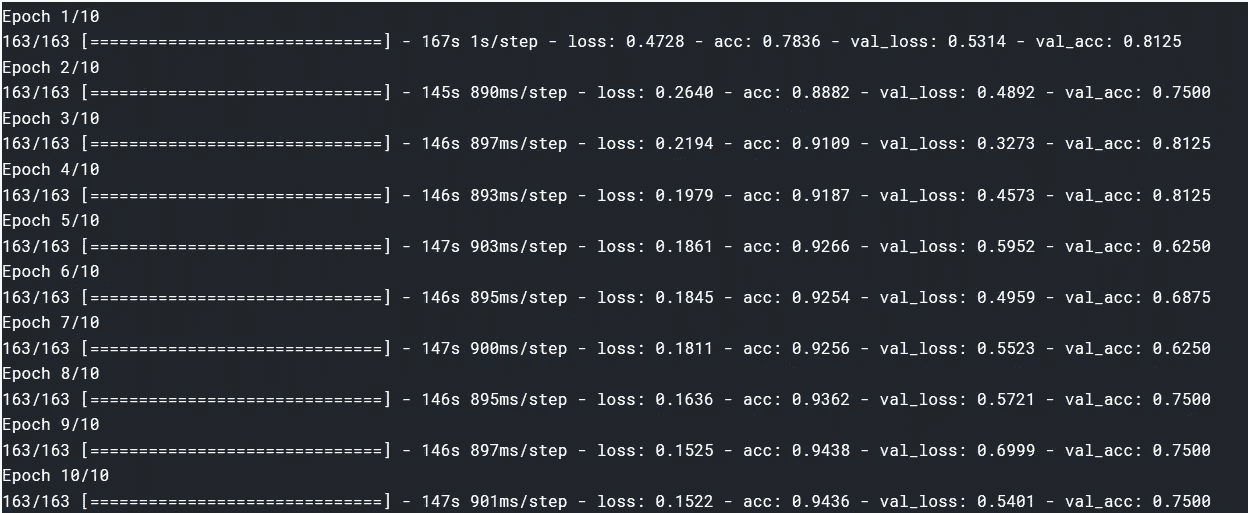 Epoch 1/10
163/163 [==============================] - 167s 1s/step - loss: 0.4728 - acc: 0.7836 - val_loss: 0.5314 - val_acc: 0.8125
Epoch 2/10
163/163 [==============================] - 145s 890ms/step - loss: 0.2640 - acc: 0.8882 - val_loss: 0.4892 - val_acc: 0.7500
Epoch 3/10
163/163 [==============================] - 146s 897ms/step - loss: 0.2194 - acc: 0.9109 - val_loss: 0.3273 - val_acc: 0.8125
Epoch 4/10
163/163 [==============================] - 146s 893ms/step - loss: 0.1979 - acc: 0.9187 - val_loss: 0.4573 - val_acc: 0.8125
Epoch 5/10
163/163 [==============================] - 147s 903ms/step - loss: 0.1861 - acc: 0.9266 - val_loss: 0.5952 - val_acc: 0.6250
Epoch 6/10
163/163 [==============================] - 146s 895ms/step - loss: 0.1845 - acc: 0.9254 - val_loss: 0.4959 - val_acc: 0.6875
Epoch 7/10
163/163 [==============================] - 147s 900ms/step - loss: 0.1811 - acc: 0.9256 - val_loss: 0.5523 - val_acc: 0.6250
Epoch 8/10
163/163 [==============================] - 146s 895ms/step - loss: 0.1636 - acc: 0.9362 - val_loss: 0.5721 - val_acc: 0.7500
Epoch 9/10
163/163 [==============================] - 146s 897ms/step - loss: 0.1525 - acc: 0.9438 - val_loss: 0.6999 - val_acc: 0.7500
Epoch 10/10
163/163 [==============================] - 147s 901ms/step - loss: 0.1522 - acc: 0.9436 - val_loss: 0.5401 - val_acc: 0.7500